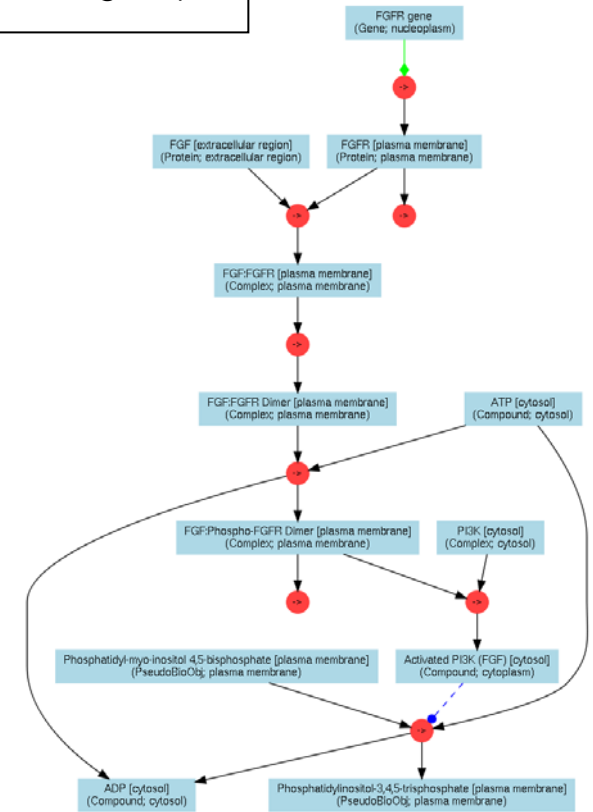 FGFR gene
(Gene; nucleoplasm)
->
FGF [extracellular region]
(Protein; extracellular region)
FGFR [plasma membrane]
(Protein; plasma membrane)
->
->
FGF:FGFR [plasma membrane]
(Complex; plasma membrane)
->
FGF:FGFR Dimer [plasma membrane]
(Complex; plasma membrane)
ATP [cytosol]
(Compound; cytosol)
->
FGF:Phospho-FGFR Dimer [plasma membrane]
(Complex; plasma membrane)
PI3K [cytosol]
(Complex; cytosol)
->
->
Phosphatidyl-myo-inositol 4,5-bisphosphate [plasma membrane]
(PseudoBioObj; plasma membrane)
Activated PI3K (FGF) [cytosol]
(Compound; cytoplasm)
->
ADP [cytosol]
(Compound; cytosol)
Phosphatidylinositol-3,4,5-trisphosphate [plasma membrane]
(PseudoBioObj; plasma membrane)